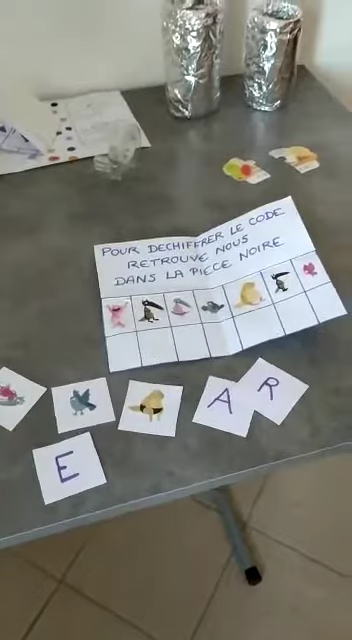 POUR DECHIFFRER LE CODE
RETROUVE NOUS
DANS LA PIECE NOIRE
A
R
E